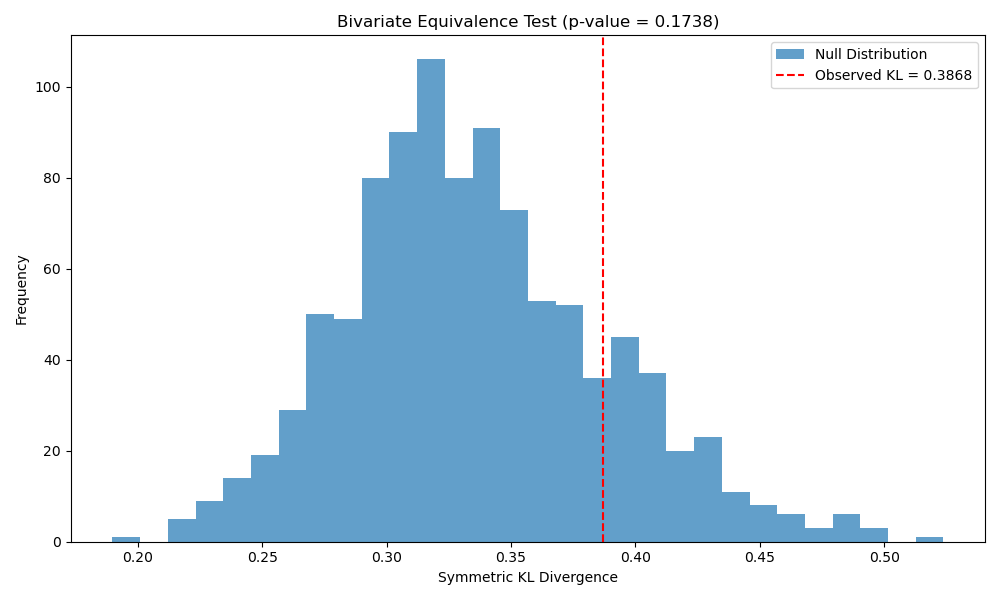 Bivariate Equivalence Test (p-value = 0.1738)
Null Distribution
Observed KL = 0.3868
Frequency
100
80
60
40
20
0
0.20 0.25 0.30 0.35 0.40 0.45 0.50
Symmetric KL Divergence